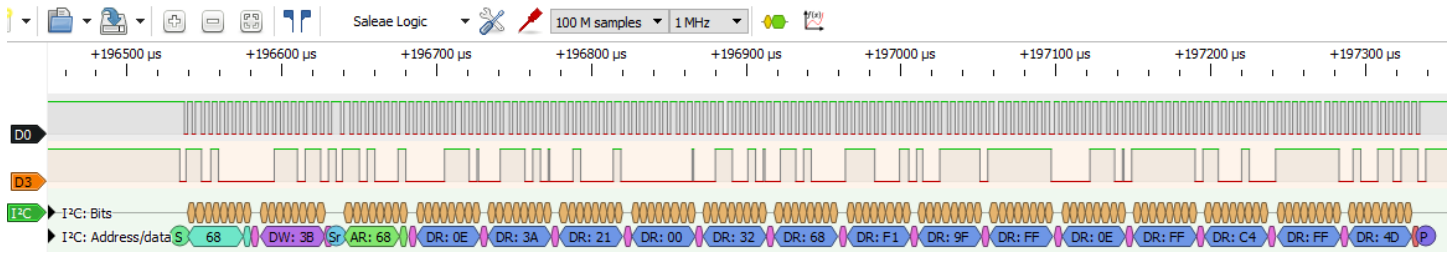 Saleae Logic 100 M samples 1 MHz f(x)
+196500 µs +196600 µs +196700 µs +196800 µs +196900 µs +197000 µs +197100 µs +197200 µs +197300 µs
D0
D3
I²C I²C: Bits
I²C: Address/data S 68 DW: 3B Sr AR: 68 DR: 0E DR: 3A DR: 21 DR: 00 DR: 32 DR: 68 DR: F1 DR: 9F DR: FF DR: 0E DR: FF DR: C4 DR: FF DR: 4D P